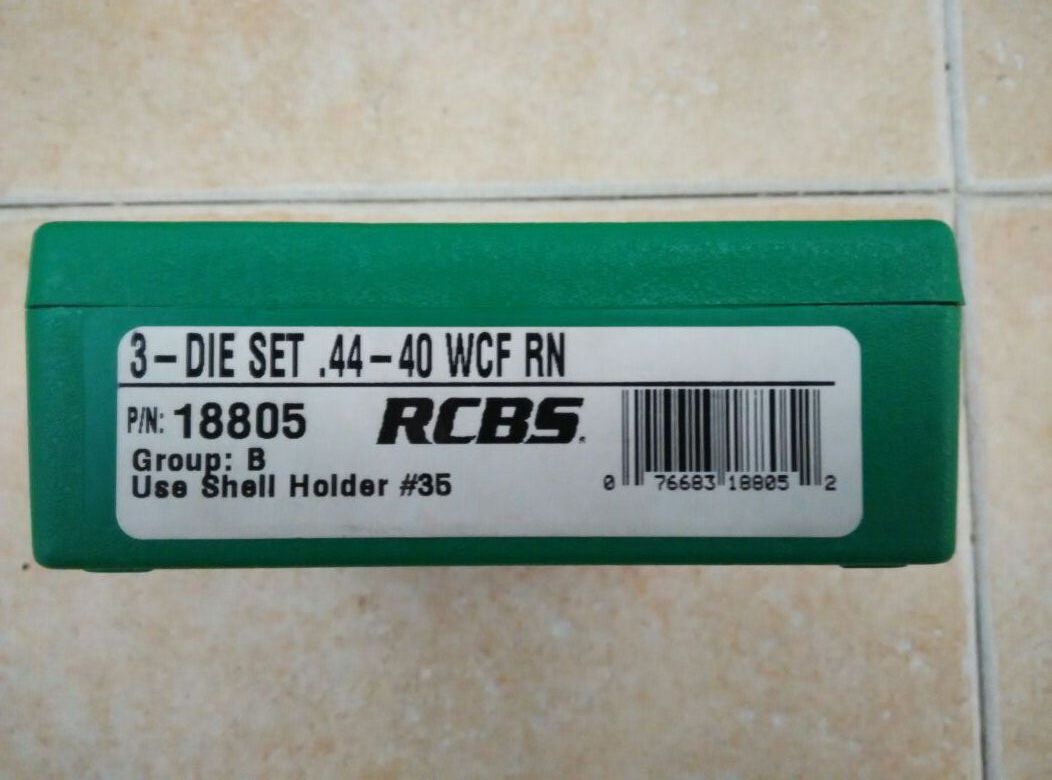 3-DIE SET .44-40 WCF RN
P/N: 18805 RCBS.
Group: B
Use Shell Holder #35
0 76683 18805 2